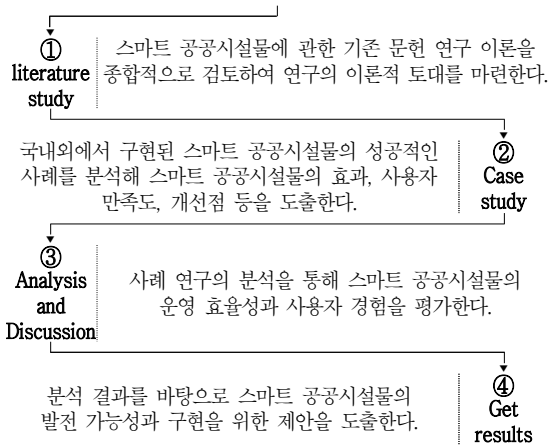 ①
literature
study
스마트 공공시설물에 관한 기존 문헌 연구 이론을
종합적으로 검토하여 연구의 이론적 토대를 마련한다.
국내외에서 구현된 스마트 공공시설물의 성공적인
사례를 분석해 스마트 공공시설물의 효과, 사용자
만족도, 개선점 등을 도출한다.
②
Case
study
③
Analysis
and
Discussion
사례 연구의 분석을 통해 스마트 공공시설물의
운영 효율성과 사용자 경험을 평가한다.
분석 결과를 바탕으로 스마트 공공시설물의
발전 가능성과 구현을 위한 제안을 도출한다.
④
Get
results